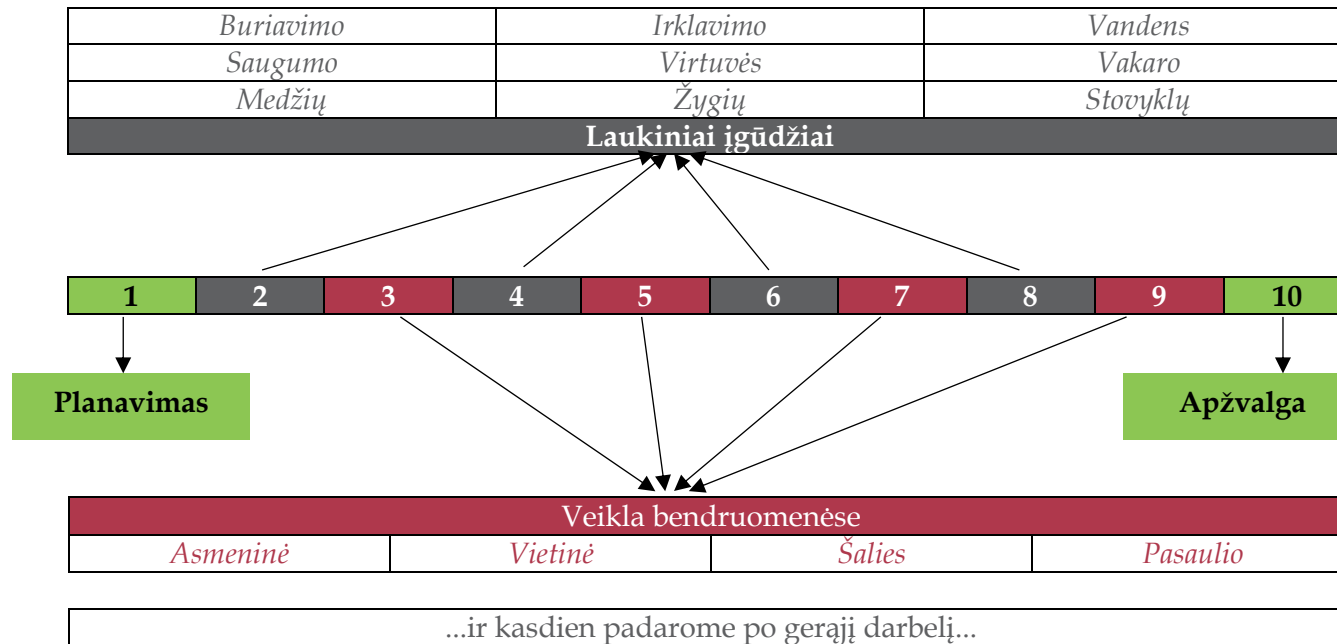 Buriavimo Irklavimo Vandens
Saugumo Virtuvės Vakaro
Medžių Žygių Stovyklų
Laukiniai įgūdžiai
1 2 3 4 5 6 7 8 9 10
Planavimas Apžvalga
Veikla bendruomenėse
Asmeninė Vietinė Šalies Pasaulio
...ir kasdien padarome po gerąjį darbelį...